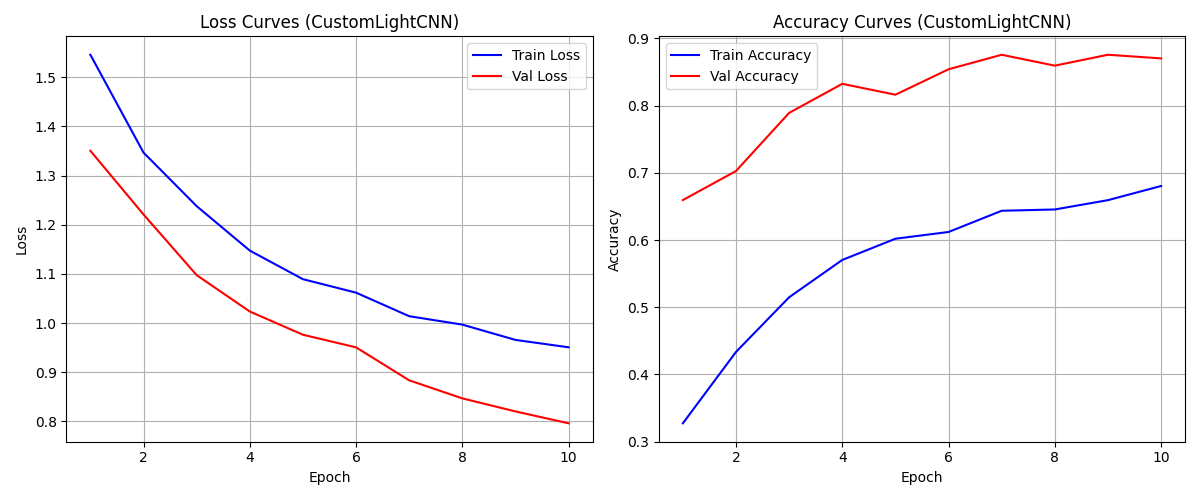 Loss Curves (CustomLightCNN)
Train Loss
Val Loss
Loss
1.5
1.4
1.3
1.2
1.1
1.0
0.9
0.8
2 4 6 8 10
Epoch
Accuracy Curves (CustomLightCNN)
Train Accuracy
Val Accuracy
Accuracy
0.9
0.8
0.7
0.6
0.5
0.4
0.3
2 4 6 8 10
Epoch